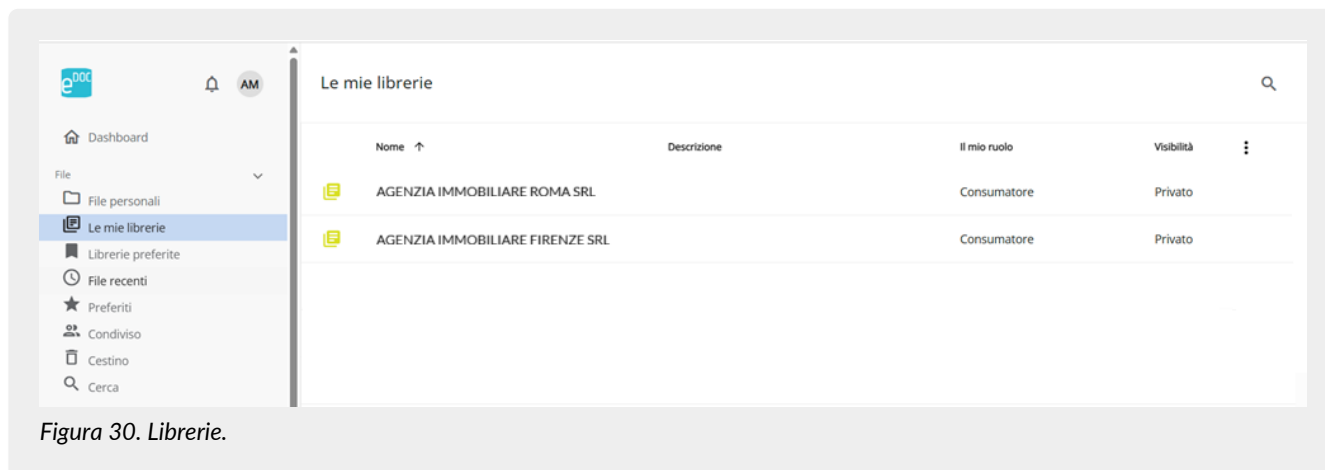 eDOC
AM
Dashboard
File
File personali
Le mie librerie
Librerie preferite
File recenti
Preferiti
Condiviso
Cestino
Cerca
Le mie librerie
Nome Descrizione Il mio ruolo Visibilità
AGENZIA IMMOBILIARE ROMA SRL Consumatore Privato
AGENZIA IMMOBILIARE FIRENZE SRL Consumatore Privato
Figura 30. Librerie.